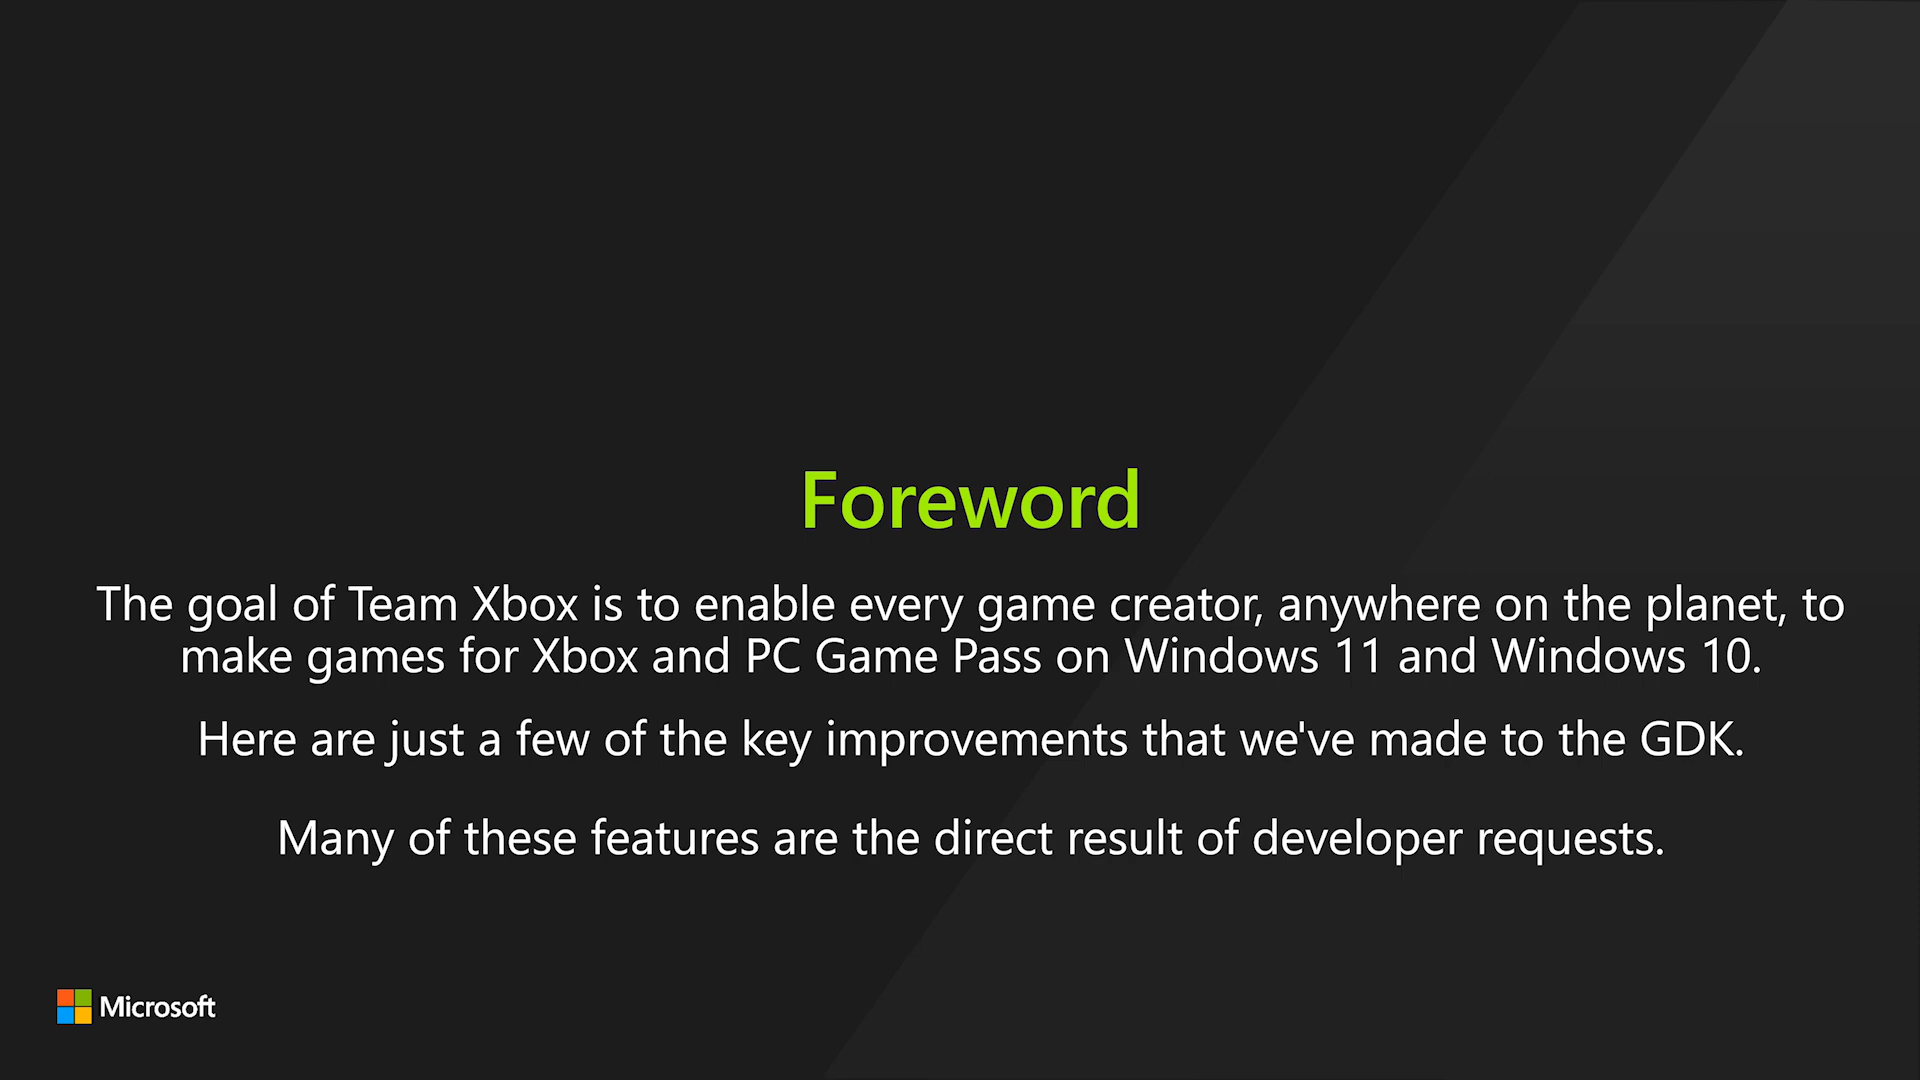 Foreword
The goal of Team Xbox is to enable every game creator, anywhere on the planet, to
make games for Xbox and PC Game Pass on Windows 11 and Windows 10.
Here are just a few of the key improvements that we've made to the GDK.
Many of these features are the direct result of developer requests.
Microsoft